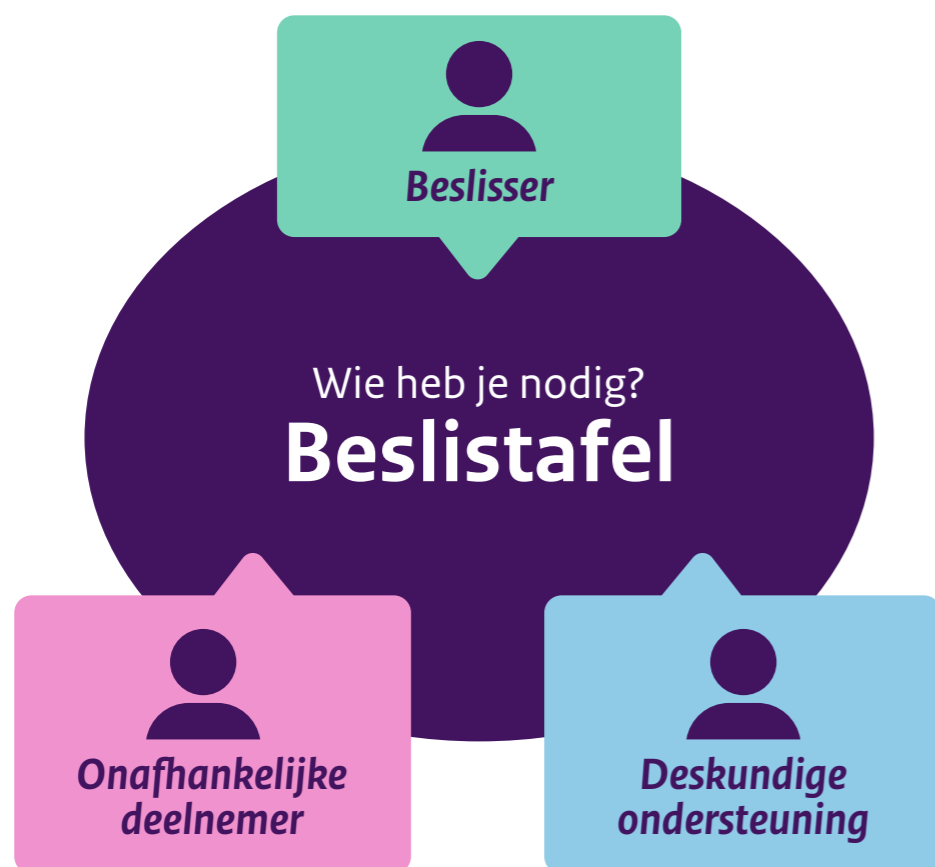 Beslisser
Wie heb je nodig?
Beslistafel
Onafhankelijke
deelnemer
Deskundige
ondersteuning